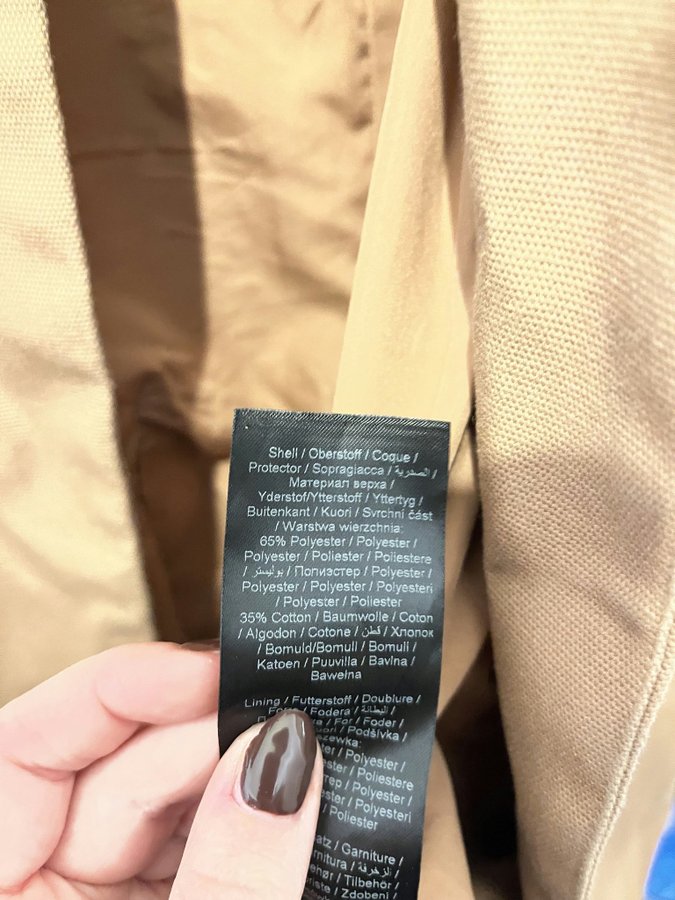 Shell / Oberstoff / Coque /
Protector / Sopragiacca / الصدرية /
Материал верха /
Yderstof/Ytterstoff / Yttertyg /
Buitenkant / Kuori / Svrchní část
/ Warstwa wierzchnia:
65% Polyester / Polyester /
Polyester / Poliester / Poliestere
/ بوليستر / Полиэстер / Polyester /
Polyester / Polyester / Polyesteri
/ Polyester / Poliester
35% Cotton / Baumwolle / Coton
/ Algodon / Cotone / قطن / Хлопок
/ Bomuld/Bomull / Bomull /
Katoen / Puuvilla / Bavlna /
Bawełna
Lining / Futterstoff / Doublure /
/ Fodera / البطانة /
/ For / Foder /
/ Podšívka /
/ Polyester /
/ Poliestere
/ Polyester /
/ Polyesteri
/ Poliester
/ Garniture /
/ الزخرفة /
/ Tilbehör /
/ Zdobení